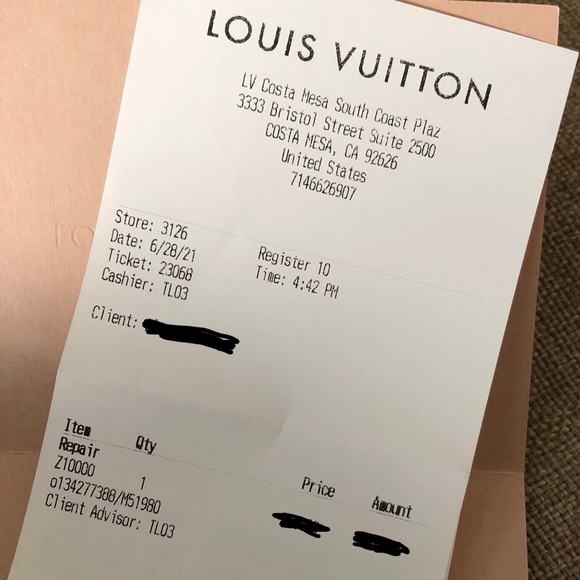 LOUIS VUITTON
LV Costa Mesa South Coast Plaz
3333 Bristol Street Suite 2500
COSTA MESA, CA 92626
United States
7146626907
Store: 3126
Date: 6/28/21 Register 10
Ticket: 23068 Time: 4:42 PM
Cashier: TL03
Client:
Item Qty Price Amount
Repair
Z10000 1
o134277388/M51980
Client Advisor: TL03